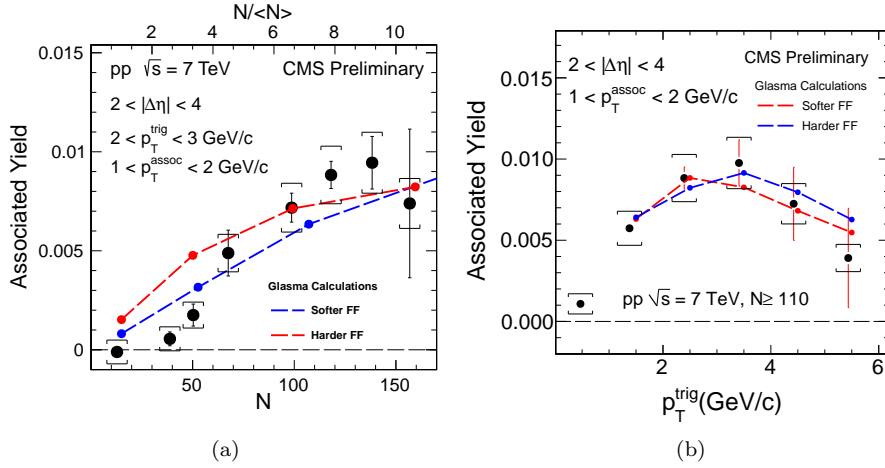 N/<N>
0 2 4 6 8 10
0.015
0.010
0.005
0
Associated Yield
pp √s = 7 TeV
CMS Preliminary
2 < |Δη| < 4
2 < p_T^trig < 3 GeV/c
1 < p_T^assoc < 2 GeV/c
Glasma Calculations
Softer FF
Harder FF
50 100 150
N
(a)
0.015
0.010
0.005
0.000
Associated Yield
CMS Preliminary
2 < |Δη| < 4
1 < p_T^assoc < 2 GeV/c
Glasma Calculations
Softer FF
Harder FF
pp √s = 7 TeV, N≥ 110
2 4 6
p_T^trig(GeV/c)
(b)